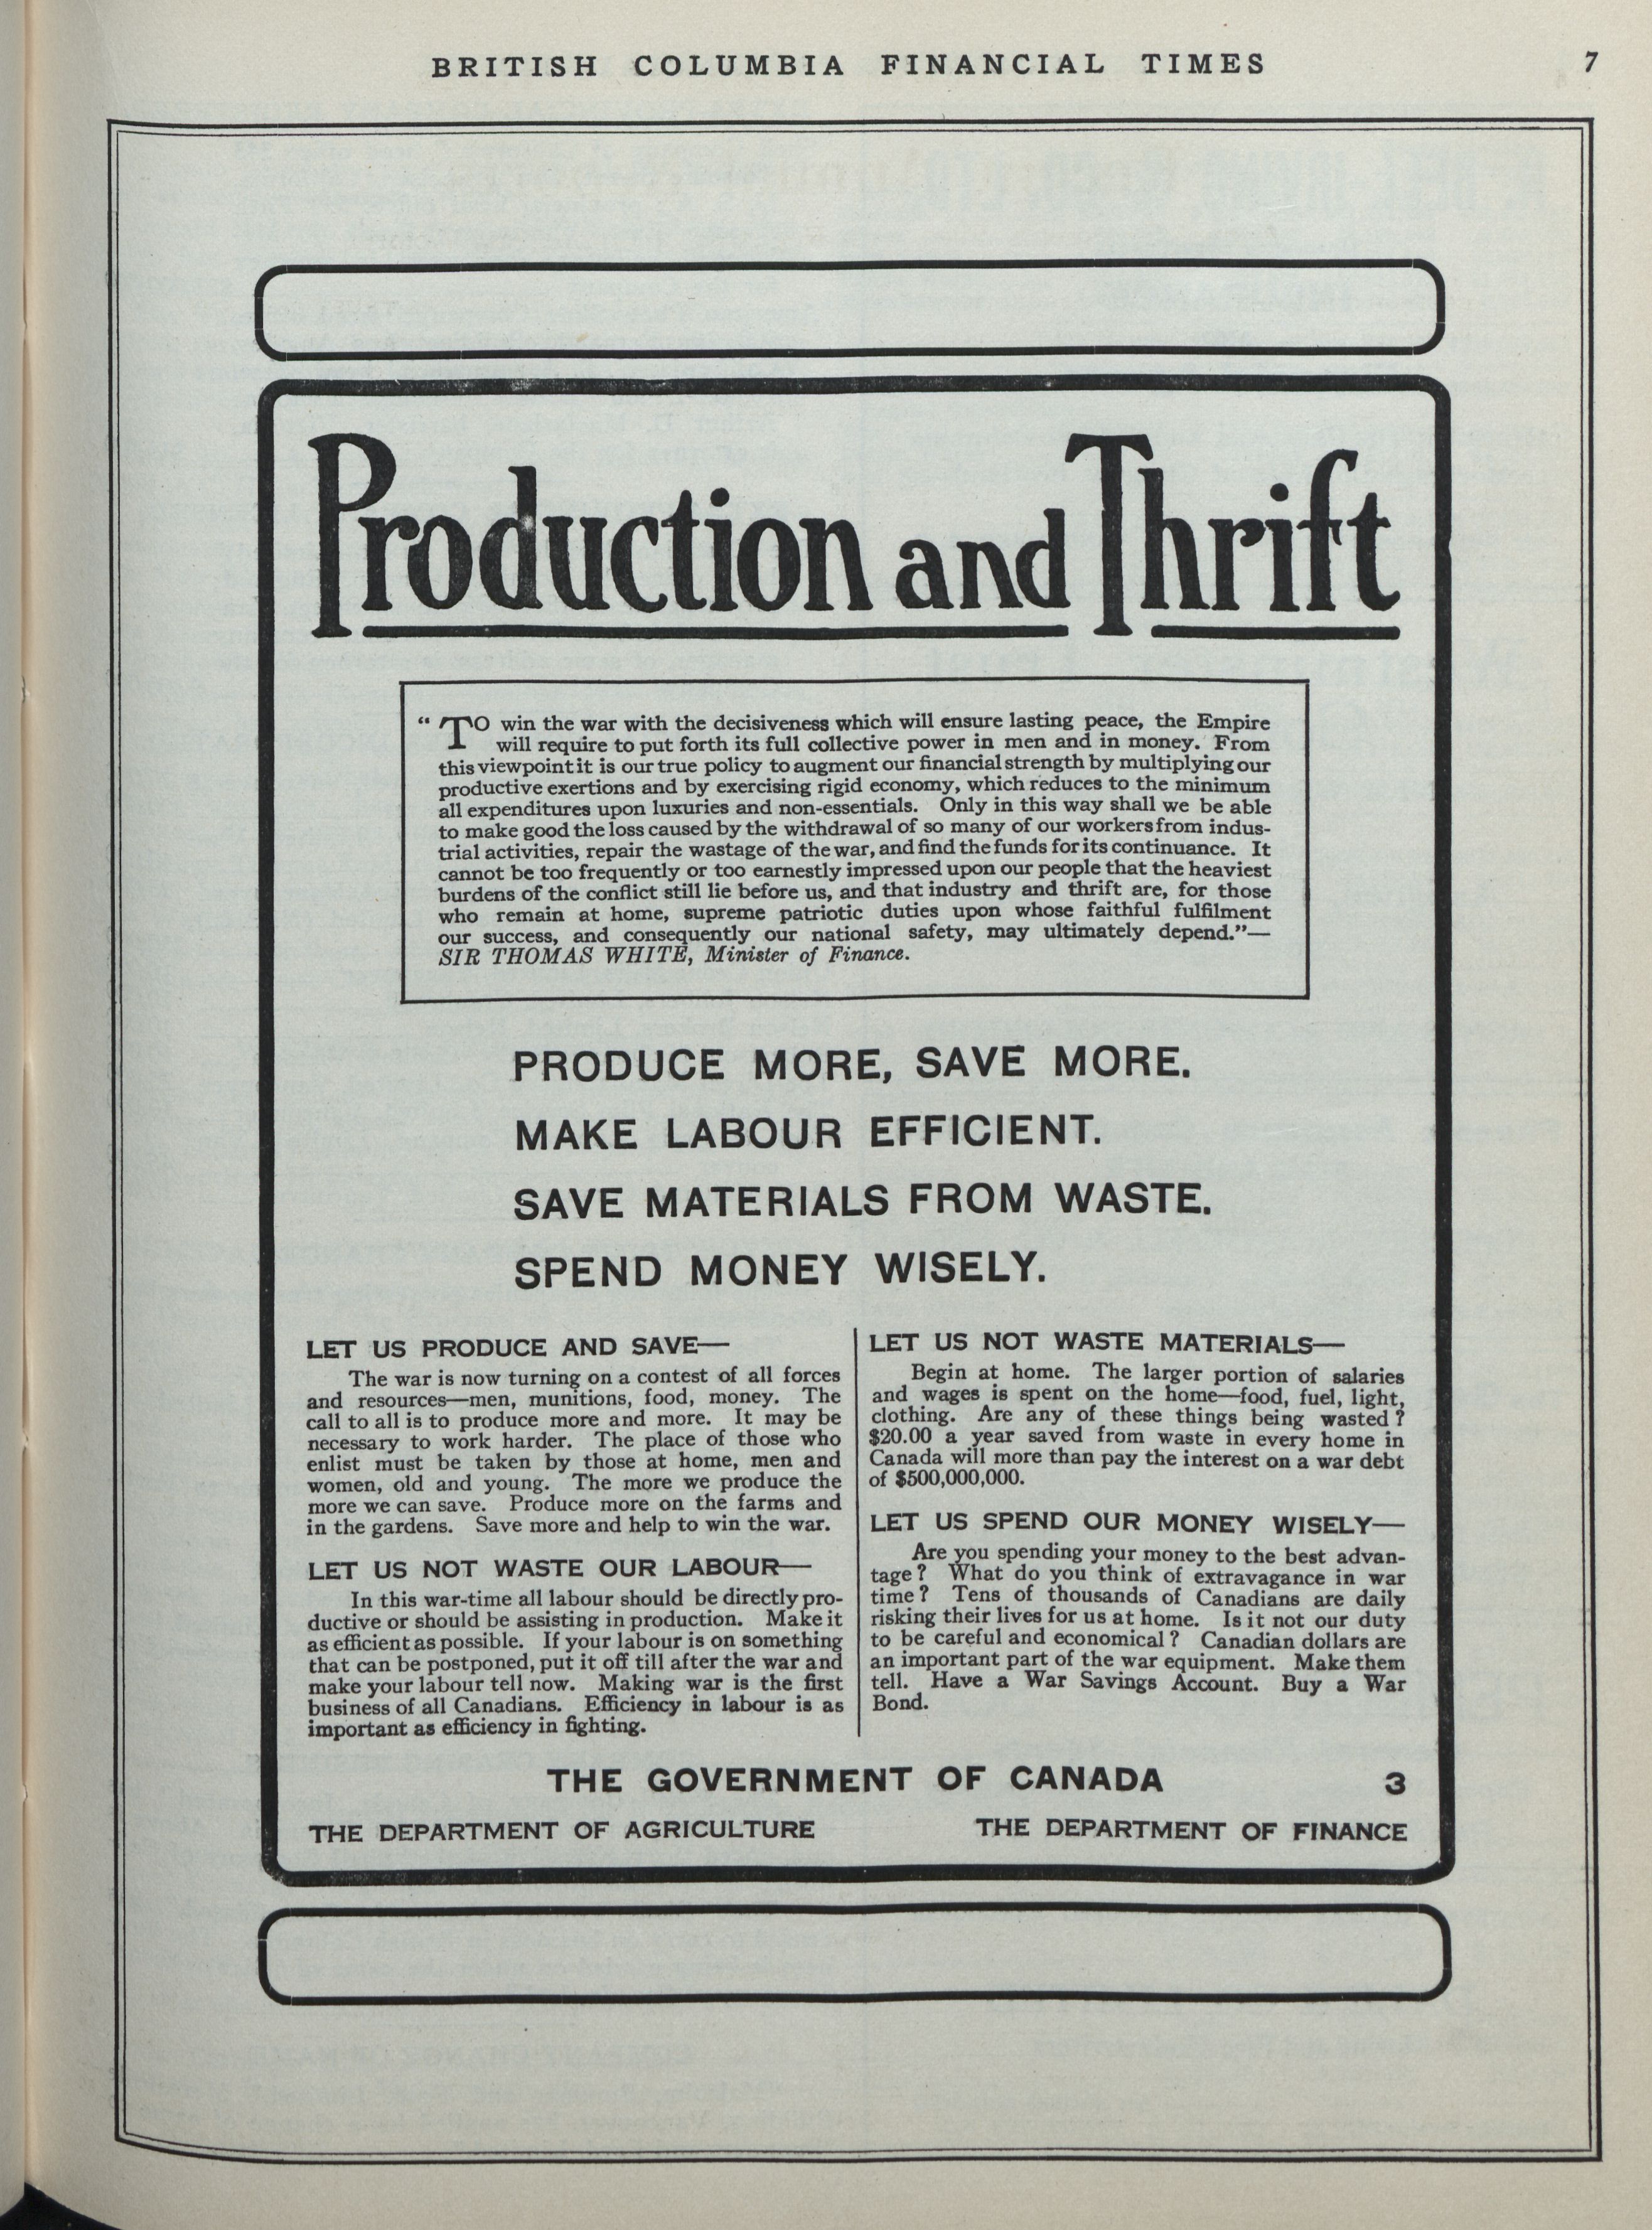 BRITISH COLUMBIA FINANCIAL TIMES
7
Production and Thrift
"TO win the war with the decisiveness which will ensure lasting peace, the Empire
will require to put forth its full collective power in men and in money. From
this viewpoint it is our true policy to augment our financial strength by multiplying our
productive exertions and by exercising rigid economy, which reduces to the minimum
all expenditures upon luxuries and non-essentials. Only in this way shall we be able
to make good the loss caused by the withdrawal of so many of our workers from indus-
trial activities, repair the wastage of the war, and find the funds for its continuance. It
cannot be too frequently or too earnestly impressed upon our people that the heaviest
burdens of the conflict still lie before us, and that industry and thrift are, for those
who remain at home, supreme patriotic duties upon whose faithful fulfilment
our success, and consequently our national safety, may ultimately depend."—
SIR THOMAS WHITE, Minister of Finance.
PRODUCE MORE, SAVE MORE.
MAKE LABOUR EFFICIENT.
SAVE MATERIALS FROM WASTE.
SPEND MONEY WISELY.
LET US PRODUCE AND SAVE—
The war is now turning on a contest of all forces
and resources—men, munitions, food, money. The
call to all is to produce more and more. It may be
necessary to work harder. The place of those who
enlist must be taken by those at home, men and
women, old and young. The more we produce the
more we can save. Produce more on the farms and
in the gardens. Save more and help to win the war.
LET US NOT WASTE OUR LABOUR—
In this war-time all labour should be directly pro-
ductive or should be assisting in production. Make it
as efficient as possible. If your labour is on something
that can be postponed, put it off till after the war and
make your labour tell now. Making war is the first
business of all Canadians. Efficiency in labour is as
important as efficiency in fighting.
LET US NOT WASTE MATERIALS—
Begin at home. The larger portion of salaries
and wages is spent on the home—food, fuel, light,
clothing. Are any of these things being wasted?
$20.00 a year saved from waste in every home in
Canada will more than pay the interest on a war debt
of $500,000,000.
LET US SPEND OUR MONEY WISELY—
Are you spending your money to the best advan-
tage? What do you think of extravagance in war
time? Tens of thousands of Canadians are daily
risking their lives for us at home. Is it not our duty
to be careful and economical? Canadian dollars are
an important part of the war equipment. Make them
tell. Have a War Savings Account. Buy a War
Bond.
THE GOVERNMENT OF CANADA
3
THE DEPARTMENT OF AGRICULTURE
THE DEPARTMENT OF FINANCE